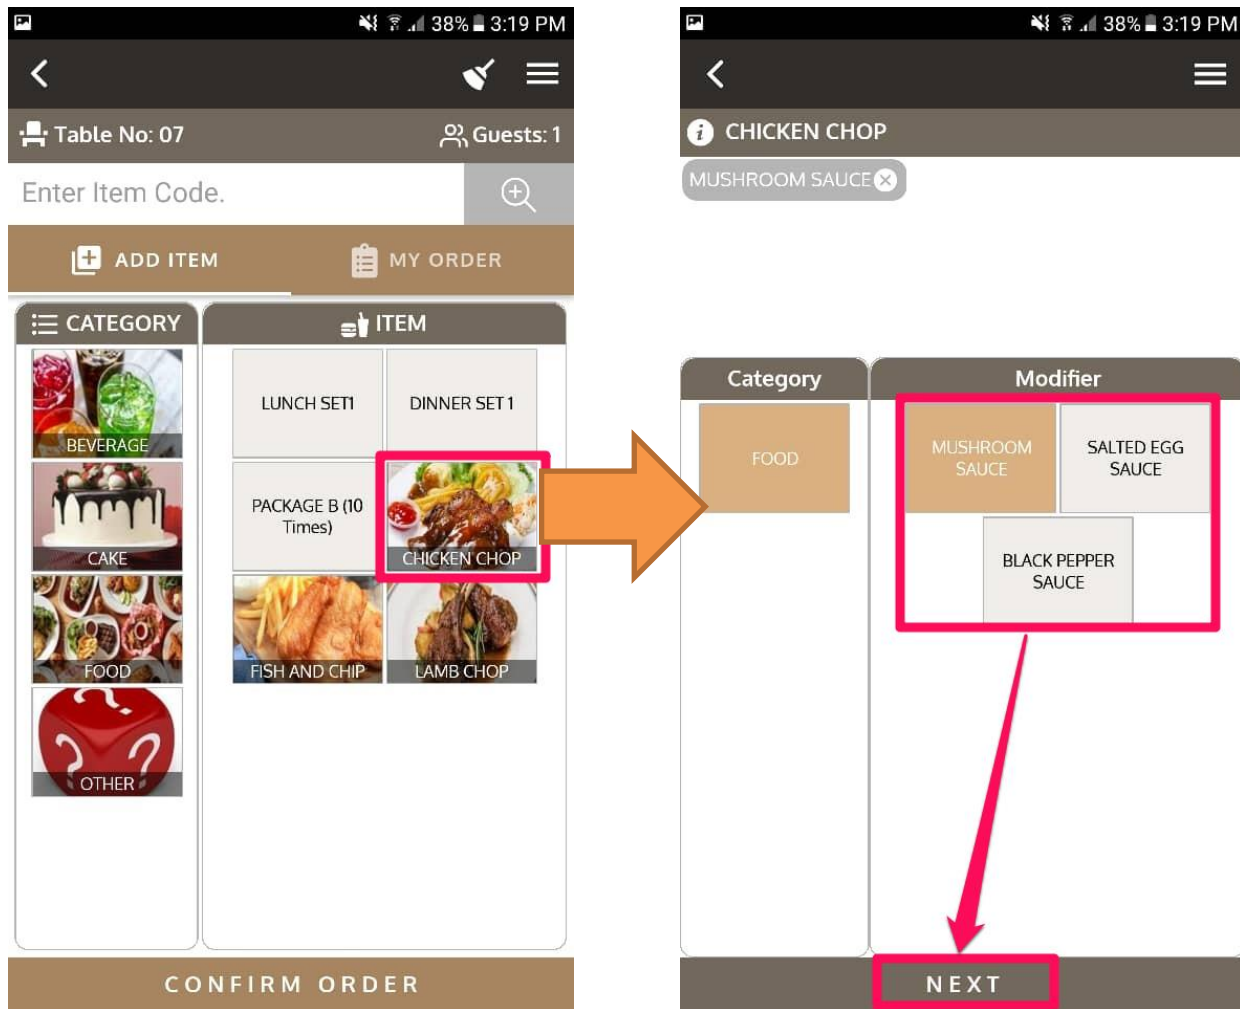 38% 3:19 PM
Table No: 07
Guests: 1
Enter Item Code.
ADD ITEM
MY ORDER
CATEGORY
ITEM
BEVERAGE
CAKE
FOOD
OTHER
LUNCH SET1
DINNER SET 1
PACKAGE B (10
Times)
CHICKEN CHOP
FISH AND CHIP
LAMB CHOP
CONFIRM ORDER
38% 3:19 PM
CHICKEN CHOP
MUSHROOM SAUCE
Category
Modifier
FOOD
MUSHROOM
SAUCE
SALTED EGG
SAUCE
BLACK PEPPER
SAUCE
NEXT